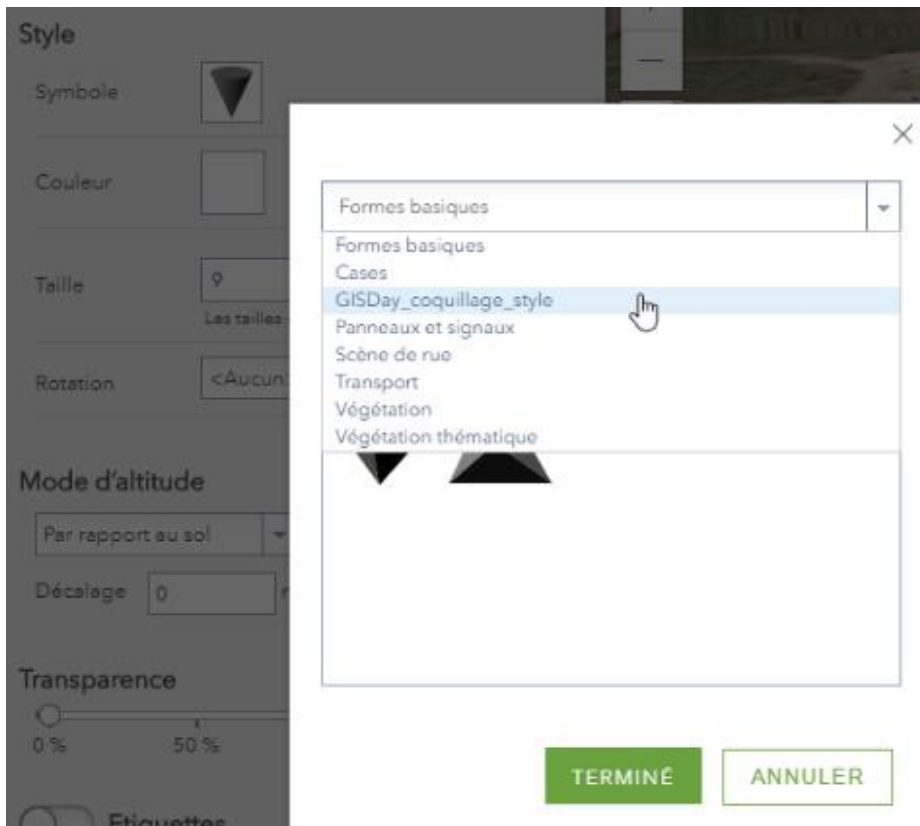 Style
Symbole
Couleur
Taille
9
Les tailles
Rotation
<Aucun
Mode d'altitude
Par rapport au sol
Décalage
0
Transparence
0 %
50 %
Etiquettes
Formes basiques
Formes basiques
Cases
GISDay_coquillage_style
Panneaux et signaux
Scène de rue
Transport
Végétation
Végétation thématique
TERMINÉ
ANNULER